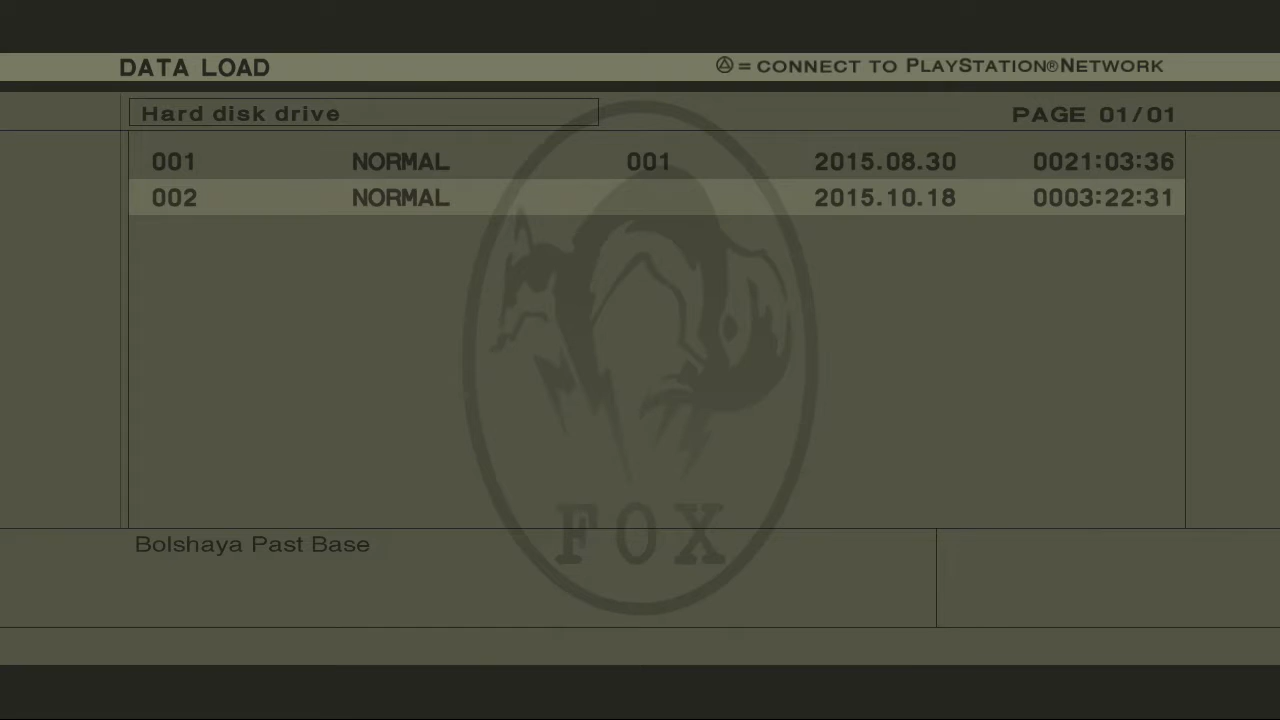 DATA LOAD
Ⓐ = CONNECT TO PLAYSTATION®NETWORK
Hard disk drive
PAGE 01/01
001 NORMAL 001 2015.08.30 0021:03:36
002 NORMAL 2015.10.18 0003:22:31
FOX
Bolshaya Past Base